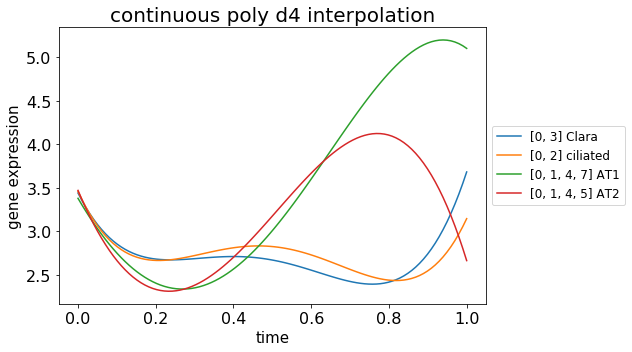 continuous poly d4 interpolation
gene expression
5.0
4.5
4.0
3.5
3.0
2.5
0.0 0.2 0.4 0.6 0.8 1.0
time
[0, 3] Clara
[0, 2] ciliated
[0, 1, 4, 7] AT1
[0, 1, 4, 5] AT2